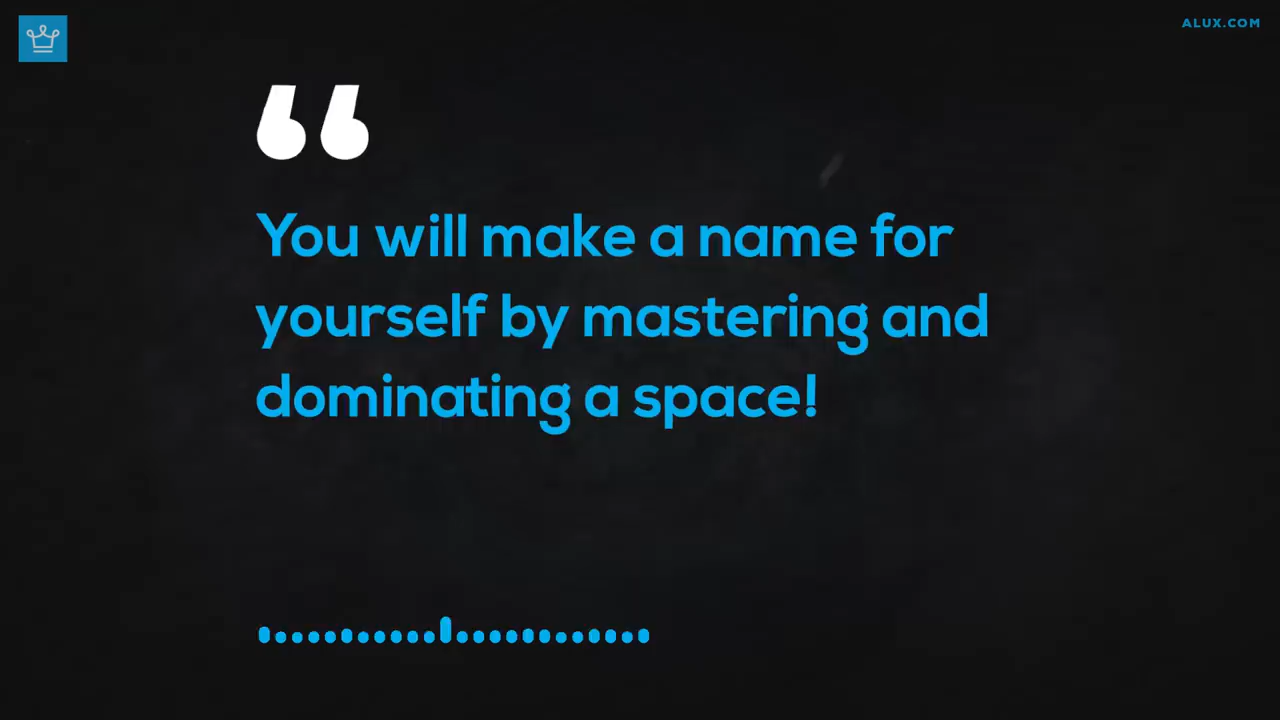 ALUX.COM
“
You will make a name for
yourself by mastering and
dominating a space!